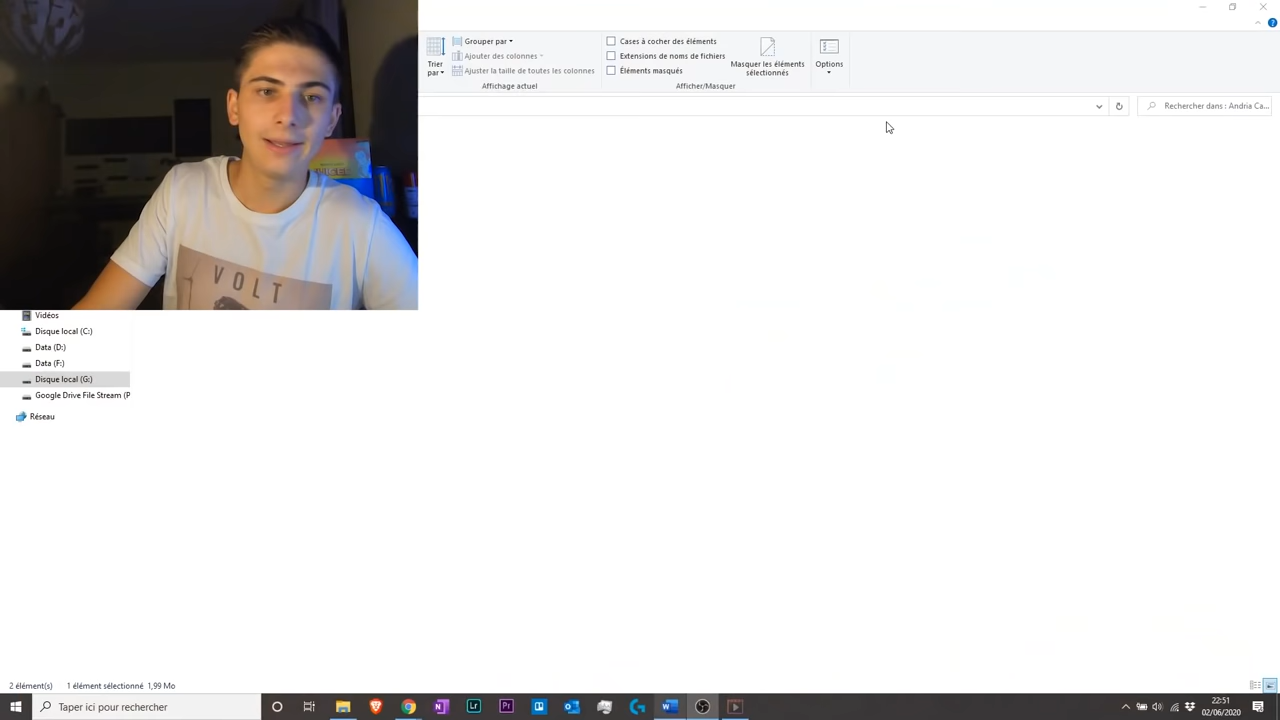 Grouper par
Cases à cocher des éléments
Ajouter des colonnes
Extensions de noms de fichiers
Ajuster la taille de toutes les colonnes
Éléments masqués
Trier
par
Masquer les éléments
sélectionnés
Options
Affichage actuel
Afficher/Masquer
Rechercher dans : Andria Ca...
VOLT
Vidéos
Disque local (C:)
Data (D:)
Data (F:)
Disque local (G:)
Google Drive File Stream (P
Réseau
2 élément(s) 1 élément sélectionné 1,99 Mo
Taper ici pour rechercher
22:51
02/06/2020